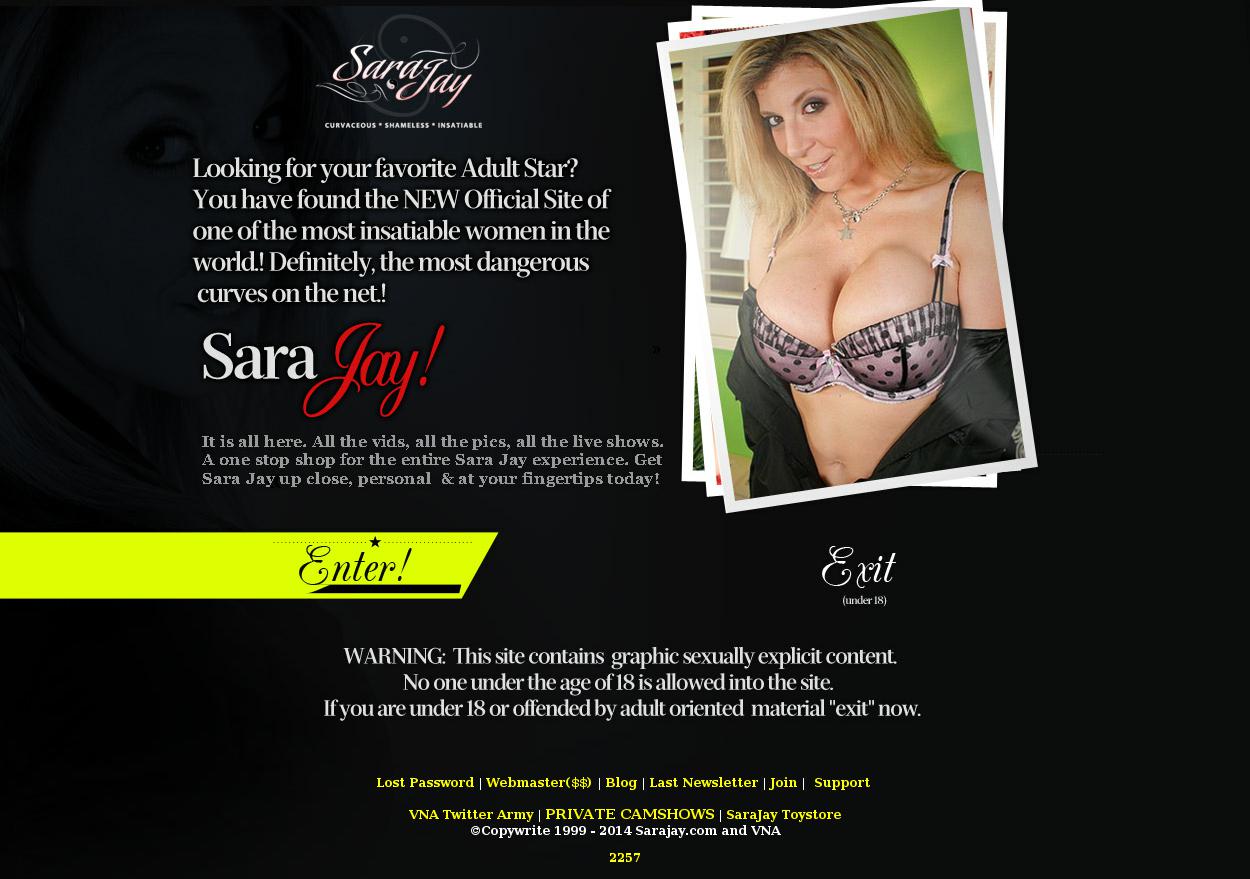 Sara Jay
CURVACEOUS * SHAMELESS * INSATIABLE
Looking for your favorite Adult Star?
You have found the NEW Official Site of
one of the most insatiable women in the
world.! Definitely, the most dangerous
curves on the net.!
Sara Jay!
»
It is all here. All the vids, all the pics, all the live shows.
A one stop shop for the entire Sara Jay experience. Get
Sara Jay up close, personal & at your fingertips today!
Enter!
Exit
(under 18)
WARNING: This site contains graphic sexually explicit content.
No one under the age of 18 is allowed into the site.
If you are under 18 or offended by adult oriented material "exit" now.
Lost Password | Webmaster($$) | Blog | Last Newsletter | Join | Support
VNA Twitter Army | PRIVATE CAMSHOWS | SaraJay Toystore
©Copywrite 1999 - 2014 Sarajay.com and VNA
2257